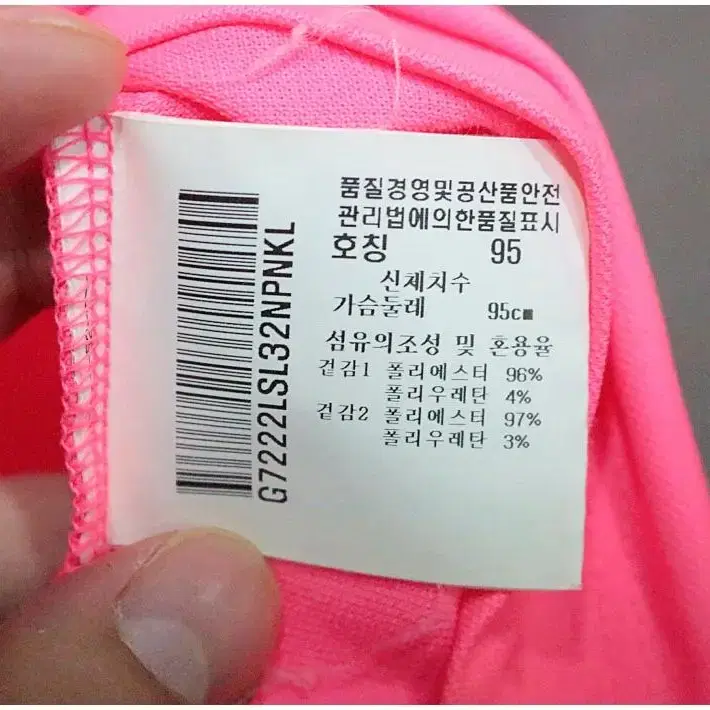 품질경영및공산품안전
관리법에의한품질표시
호칭 95
신체치수
가슴둘레 95cm
섬유의조성 및 혼용율
겉감1 폴리에스터 96%
폴리우레탄 4%
겉감2 폴리에스터 97%
폴리우레탄 3%
G7222LSL32NPNKL